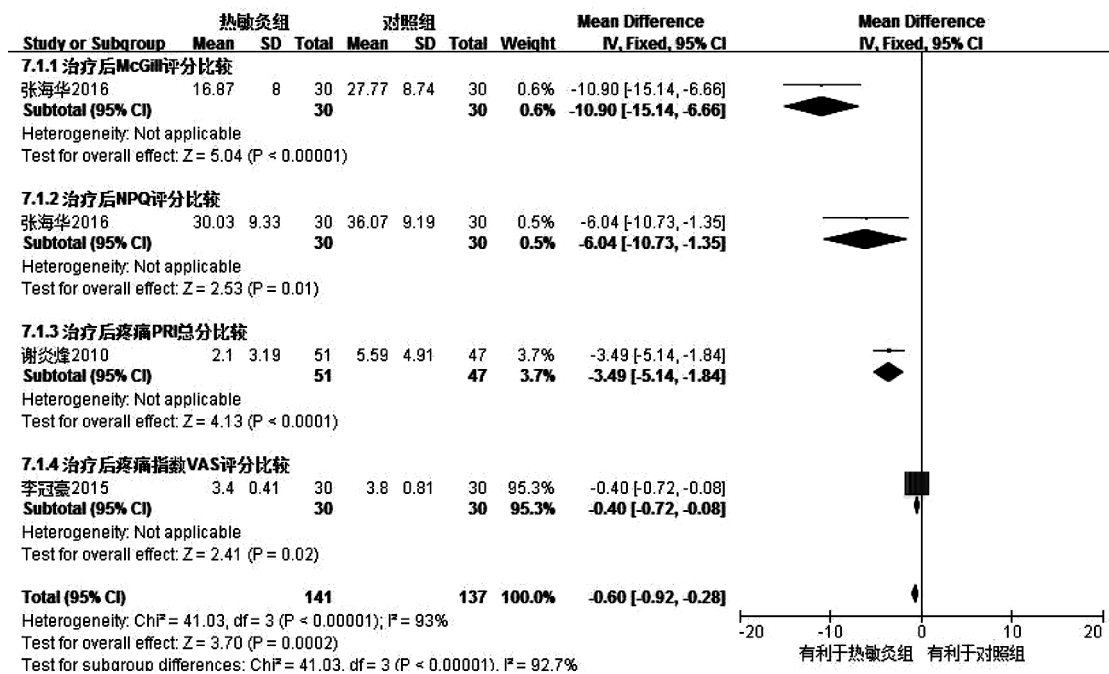 热敏灸组 对照组 Mean Difference Mean Difference
Study or Subgroup Mean SD Total Mean SD Total Weight IV, Fixed, 95% CI IV, Fixed, 95% CI
7.1.1 治疗后McGill评分比较
张海华2016 16.87 8 30 27.77 8.74 30 0.6% -10.90 [-15.14, -6.66]
Subtotal (95% CI) 30 30 0.6% -10.90 [-15.14, -6.66]
Heterogeneity: Not applicable
Test for overall effect: Z = 5.04 (P < 0.00001)
7.1.2 治疗后NPQ评分比较
张海华2016 30.03 9.33 30 36.07 9.19 30 0.5% -6.04 [-10.73, -1.35]
Subtotal (95% CI) 30 30 0.5% -6.04 [-10.73, -1.35]
Heterogeneity: Not applicable
Test for overall effect: Z = 2.53 (P = 0.01)
7.1.3 治疗后疼痛PRI总分比较
谢炎烽2010 2.1 3.19 51 5.59 4.91 47 3.7% -3.49 [-5.14, -1.84]
Subtotal (95% CI) 51 47 3.7% -3.49 [-5.14, -1.84]
Heterogeneity: Not applicable
Test for overall effect: Z = 4.13 (P < 0.0001)
7.1.4 治疗后疼痛指数VAS评分比较
李冠豪2015 3.4 0.41 30 3.8 0.81 30 95.3% -0.40 [-0.72, -0.08]
Subtotal (95% CI) 30 30 95.3% -0.40 [-0.72, -0.08]
Heterogeneity: Not applicable
Test for overall effect: Z = 2.41 (P = 0.02)
Total (95% CI) 141 137 100.0% -0.60 [-0.92, -0.28]
Heterogeneity: Chi² = 41.03, df = 3 (P < 0.00001); I² = 93%
Test for overall effect: Z = 3.70 (P = 0.0002)
Test for subgroup differences: Chi² = 41.03, df = 3 (P < 0.00001), I² = 92.7%
-20 -10 0 10 20
有利于热敏灸组 有利于对照组